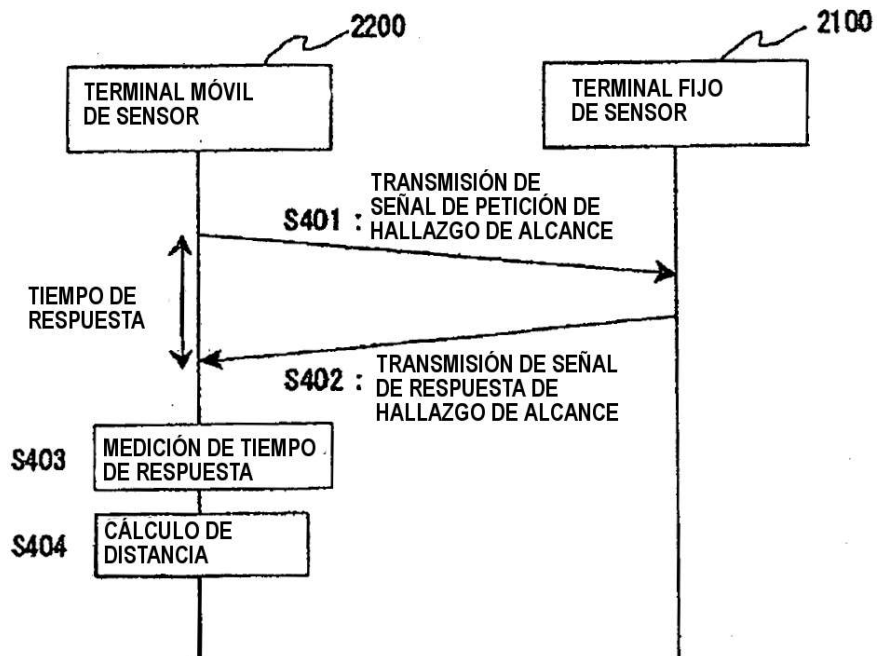 2200
2100
TERMINAL MÓVIL
DE SENSOR
TERMINAL FIJO
DE SENSOR
S401 :
TRANSMISIÓN DE
SEÑAL DE PETICIÓN DE
HALLAZGO DE ALCANCE
TIEMPO DE
RESPUESTA
S402 :
TRANSMISIÓN DE SEÑAL
DE RESPUESTA DE
HALLAZGO DE ALCANCE
S403
MEDICIÓN DE TIEMPO
DE RESPUESTA
S404
CÁLCULO DE
DISTANCIA